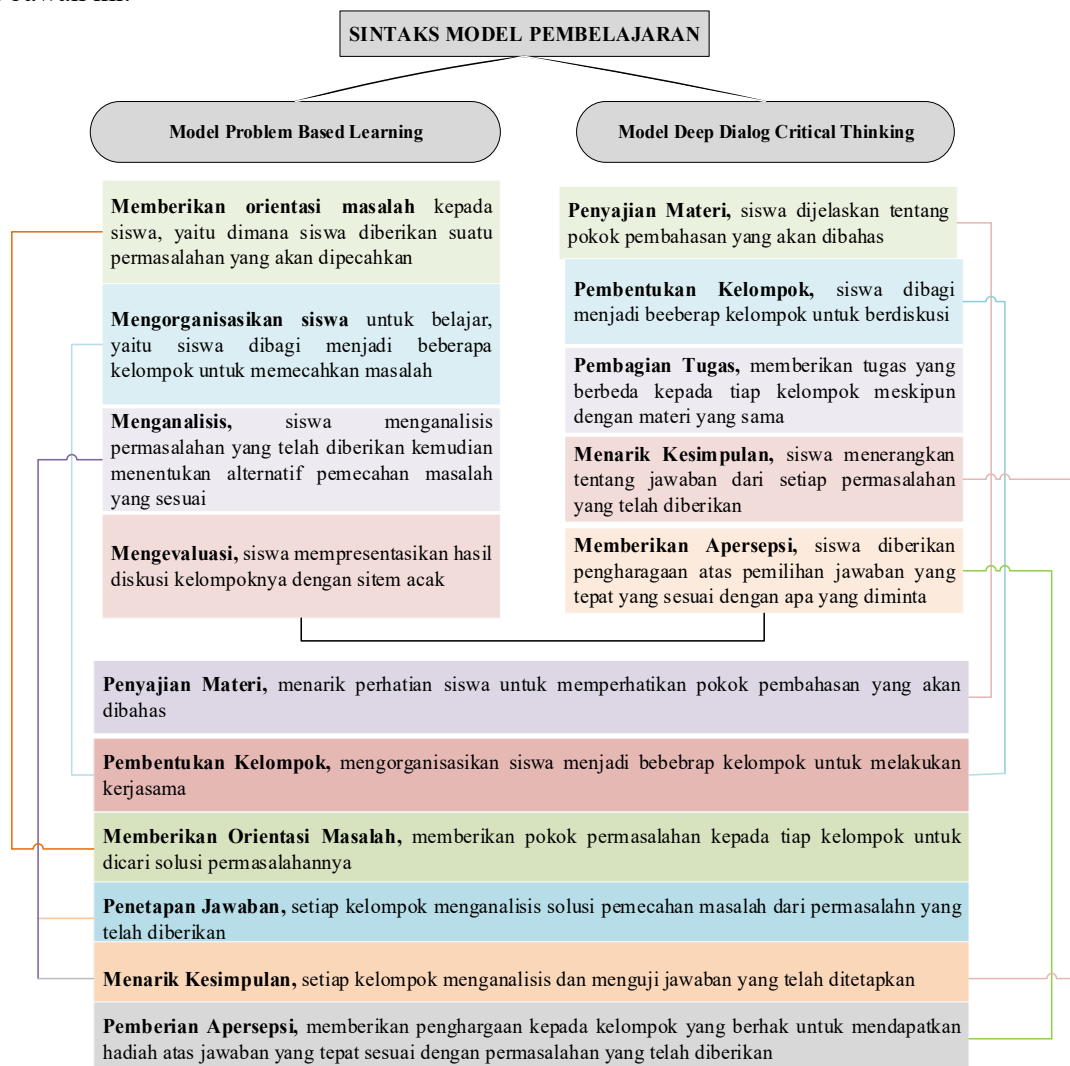 SINTAKS MODEL PEMBELAJARAN
Model Problem Based Learning
Model Deep Dialog Critical Thinking
Memberikan orientasi masalah kepada
siswa, yaitu dimana siswa diberikan suatu
permasalahan yang akan dipecahkan
Mengorganisasikan siswa untuk belajar,
yaitu siswa dibagi menjadi beberapa
kelompok untuk memecahkan masalah
Menganalisis, siswa menganalisis
permasalahan yang telah diberikan kemudian
menentukan alternatif pemecahan masalah
yang sesuai
Mengevaluasi, siswa mempresentasikan hasil
diskusi kelompoknya dengan sitem acak
Penyajian Materi, siswa dijelaskan tentang
pokok pembahasan yang akan dibahas
Pembentukan Kelompok, siswa dibagi
menjadi beeberap kelompok untuk berdiskusi
Pembagian Tugas, memberikan tugas yang
berbeda kepada tiap kelompok meskipun
dengan materi yang sama
Menarik Kesimpulan, siswa menerangkan
tentang jawaban dari setiap permasalahan
yang telah diberikan
Memberikan Apersepsi, siswa diberikan
pengharagaan atas pemilihan jawaban yang
tepat yang sesuai dengan apa yang diminta
Penyajian Materi, menarik perhatian siswa untuk memperhatikan pokok pembahasan yang akan
dibahas
Pembentukan Kelompok, mengorganisasikan siswa menjadi bebebrap kelompok untuk melakukan
kerjasama
Memberikan Orientasi Masalah, memberikan pokok permasalahan kepada tiap kelompok untuk
dicari solusi permasalahannya
Penetapan Jawaban, setiap kelompok menganalisis solusi pemecahan masalah dari permasalahn yang
telah diberikan
Menarik Kesimpulan, setiap kelompok menganalisis dan menguji jawaban yang telah ditetapkan
Pemberian Apersepsi, memberikan penghargaan kepada kelompok yang berhak untuk mendapatkan
hadiah atas jawaban yang tepat sesuai dengan permasalahan yang telah diberikan